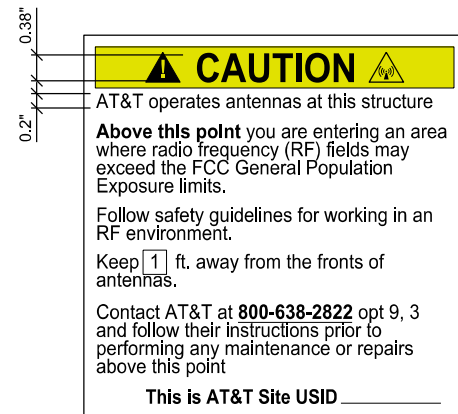 0.38"
CAUTION
0.2"
AT&T operates antennas at this structure
Above this point you are entering an area
where radio frequency (RF) fields may
exceed the FCC General Population
Exposure limits.
Follow safety guidelines for working in an
RF environment.
Keep 1 ft. away from the fronts of
antennas.
Contact AT&T at 800-638-2822 opt 9, 3
and follow their instructions prior to
performing any maintenance or repairs
above this point
This is AT&T Site USID